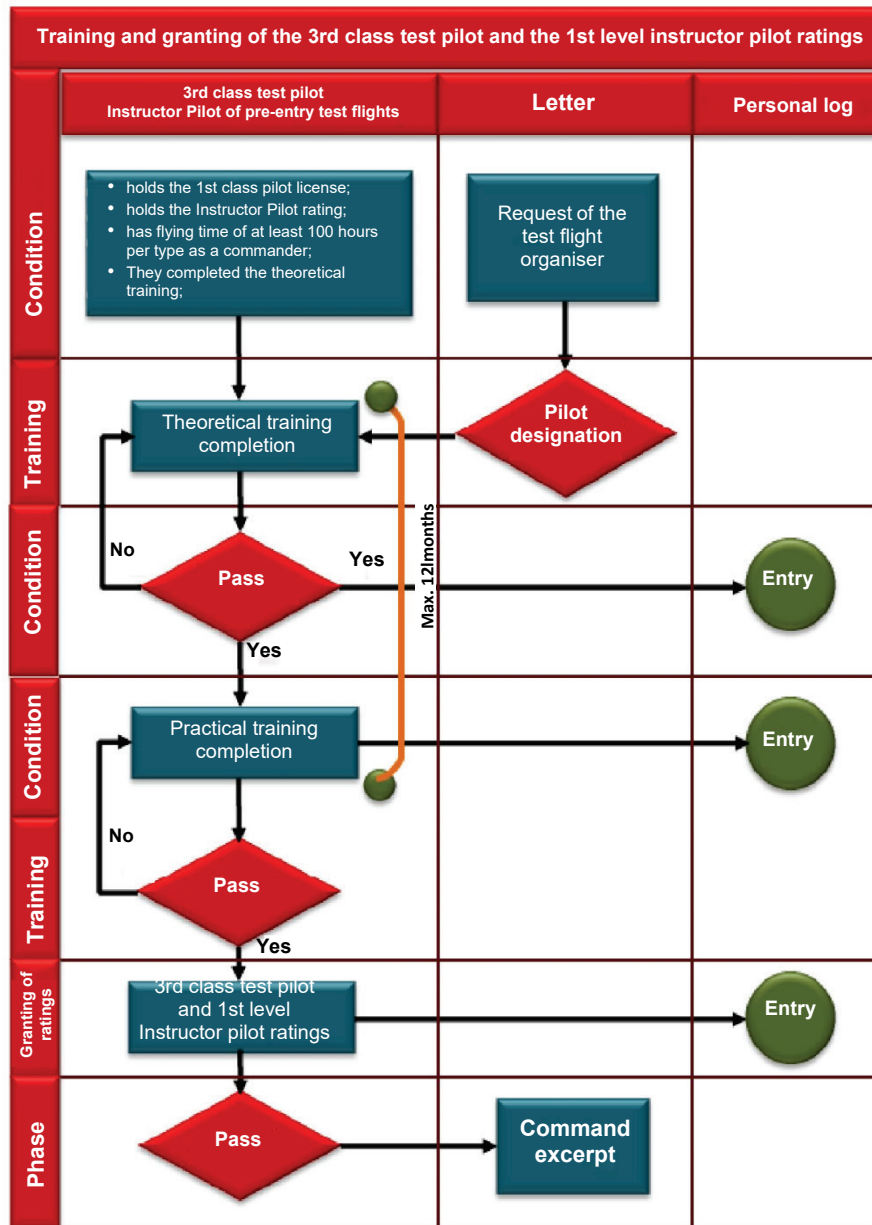 Training and granting of the 3rd class test pilot and the 1st level instructor pilot ratings
3rd class test pilot
Instructor Pilot of pre-entry test flights
Letter
Personal log
Condition
• holds the 1st class pilot license;
• holds the Instructor Pilot rating;
• has flying time of at least 100 hours
per type as a commander;
• They completed the theoretical
training;
Request of the
test flight
organiser
Training
Theoretical training
completion
Pilot
designation
Max. 12lmonths
Condition
No
Pass
Yes
Entry
Yes
Condition
Practical training
completion
Entry
Training
No
Pass
Yes
Granting of
ratings
3rd class test pilot
and 1st level
Instructor pilot ratings
Entry
Phase
Pass
Command
excerpt